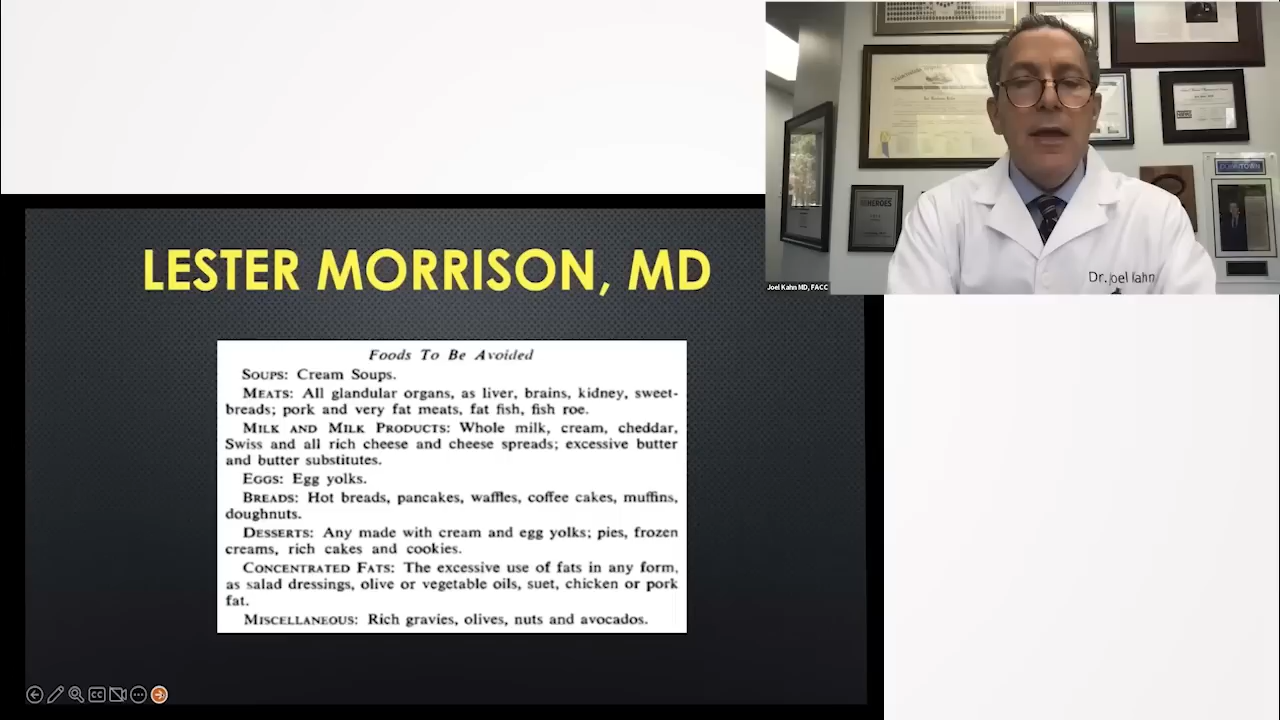 LESTER MORRISON, MD
Foods To Be Avoided
SOUPS: Cream Soups.
MEATS: All glandular organs, as liver, brains, kidney, sweet-
breads; pork and very fat meats, fat fish, fish roe.
MILK AND MILK PRODUCTS: Whole milk, cream, cheddar,
Swiss and all rich cheese and cheese spreads; excessive butter
and butter substitutes.
EGGS: Egg yolks.
BREADS: Hot breads, pancakes, waffles, coffee cakes, muffins,
doughnuts.
DESSERTS: Any made with cream and egg yolks; pies, frozen
creams, rich cakes and cookies.
CONCENTRATED FATS: The excessive use of fats in any form,
as salad dressings, olive or vegetable oils, suet, chicken or pork
fat.
MISCELLANEOUS: Rich gravies, olives, nuts and avocados.
CC
HEROES
DOWNTOWN
Dr. Joel Kahn
Joel Kahn MD, FACC